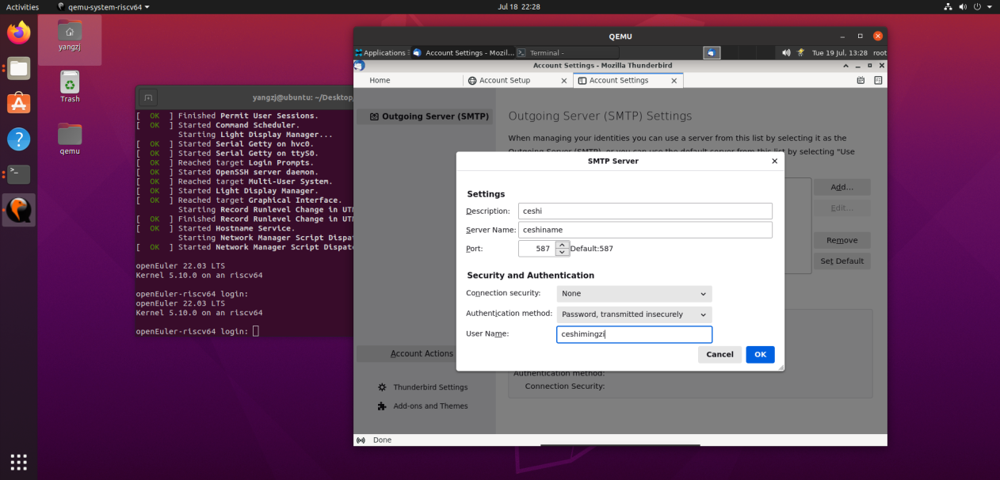 Activities
qemu-system-riscv64
Jul 18 22:28
yangzj
Trash
qemu
yangzj@ubuntu: ~/Desktop
[ OK ] Finished Permit User Sessions.
[ OK ] Started Command Scheduler.
Starting Light Display Manager...
[ OK ] Started Serial Getty on hvc0.
[ OK ] Started Serial Getty on ttyS0.
[ OK ] Reached target Login Prompts.
[ OK ] Started OpenSSH server daemon.
[ OK ] Reached target Multi-User System.
[ OK ] Started Light Display Manager.
[ OK ] Reached target Graphical Interface.
Starting Record Runlevel Change in UTM
[ OK ] Finished Record Runlevel Change in UT
[ OK ] Started Hostname Service.
Starting Network Manager Script Dispa
[ OK ] Started Network Manager Script Dispat
openEuler 22.03 LTS
Kernel 5.10.0 on an riscv64
openEuler-riscv64 login:
openEuler 22.03 LTS
Kernel 5.10.0 on an riscv64
openEuler-riscv64 login:
QEMU
Applications
Account Settings - Mozil...
Terminal -
Tue 19 Jul, 13:28
root
Account Settings - Mozilla Thunderbird
Home
Account Setup
Account Settings
Outgoing Server (SMTP)
Outgoing Server (SMTP) Settings
When managing your identities you can use a server from this list by selecting it as the
Outgoing Server (SMTP), or you can use the default server from this list by selecting "Use
SMTP Server
Settings
Description:
ceshi
Server Name:
ceshiname
Port:
587
Default:587
Security and Authentication
Connection security:
None
Authentication method:
Password, transmitted insecurely
User Name:
ceshimingzi
Cancel
OK
Add...
Edit...
Remove
Set Default
Account Actions
Authentication method:
Connection Security:
Thunderbird Settings
Add-ons and Themes
Done